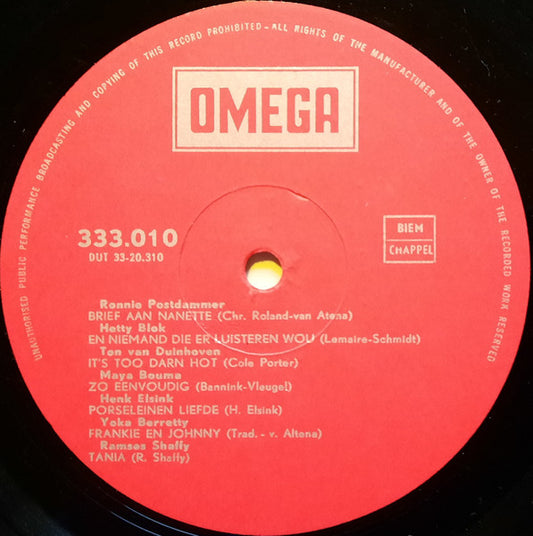 UNAUTHORISED PUBLIC PERFORMANCE BROADCASTING AND COPYING OF THIS RECORD PROHIBITED - ALL RIGHTS OF THE MANUFACTURER AND OF THE OWNER OF THE RECORDED WORK RESERVED
OMEGA
333.010
DUT 33-20.310
BIEM
CHAPPEL
Ronnie Postdammer
BRIEF AAN NANETTE (Chr. Roland-van Atena)
Hetty Blok
EN NIEMAND DIE ER LUISTEREN WOU (Lemaire-Schmidt)
Ton van Duinhoven
IT'S TOO DARN HOT (Cole Porter)
Maya Bouma
ZO EENVOUDIG (Bannink-Vleugel)
Henk Elsink
PORSELEINEN LIEFDE (H. Elsink)
Yoka Berretty
FRANKIE EN JOHNNY (Trad. - v. Altena)
Ramses Shaffy
TANIA (R. Shaffy)